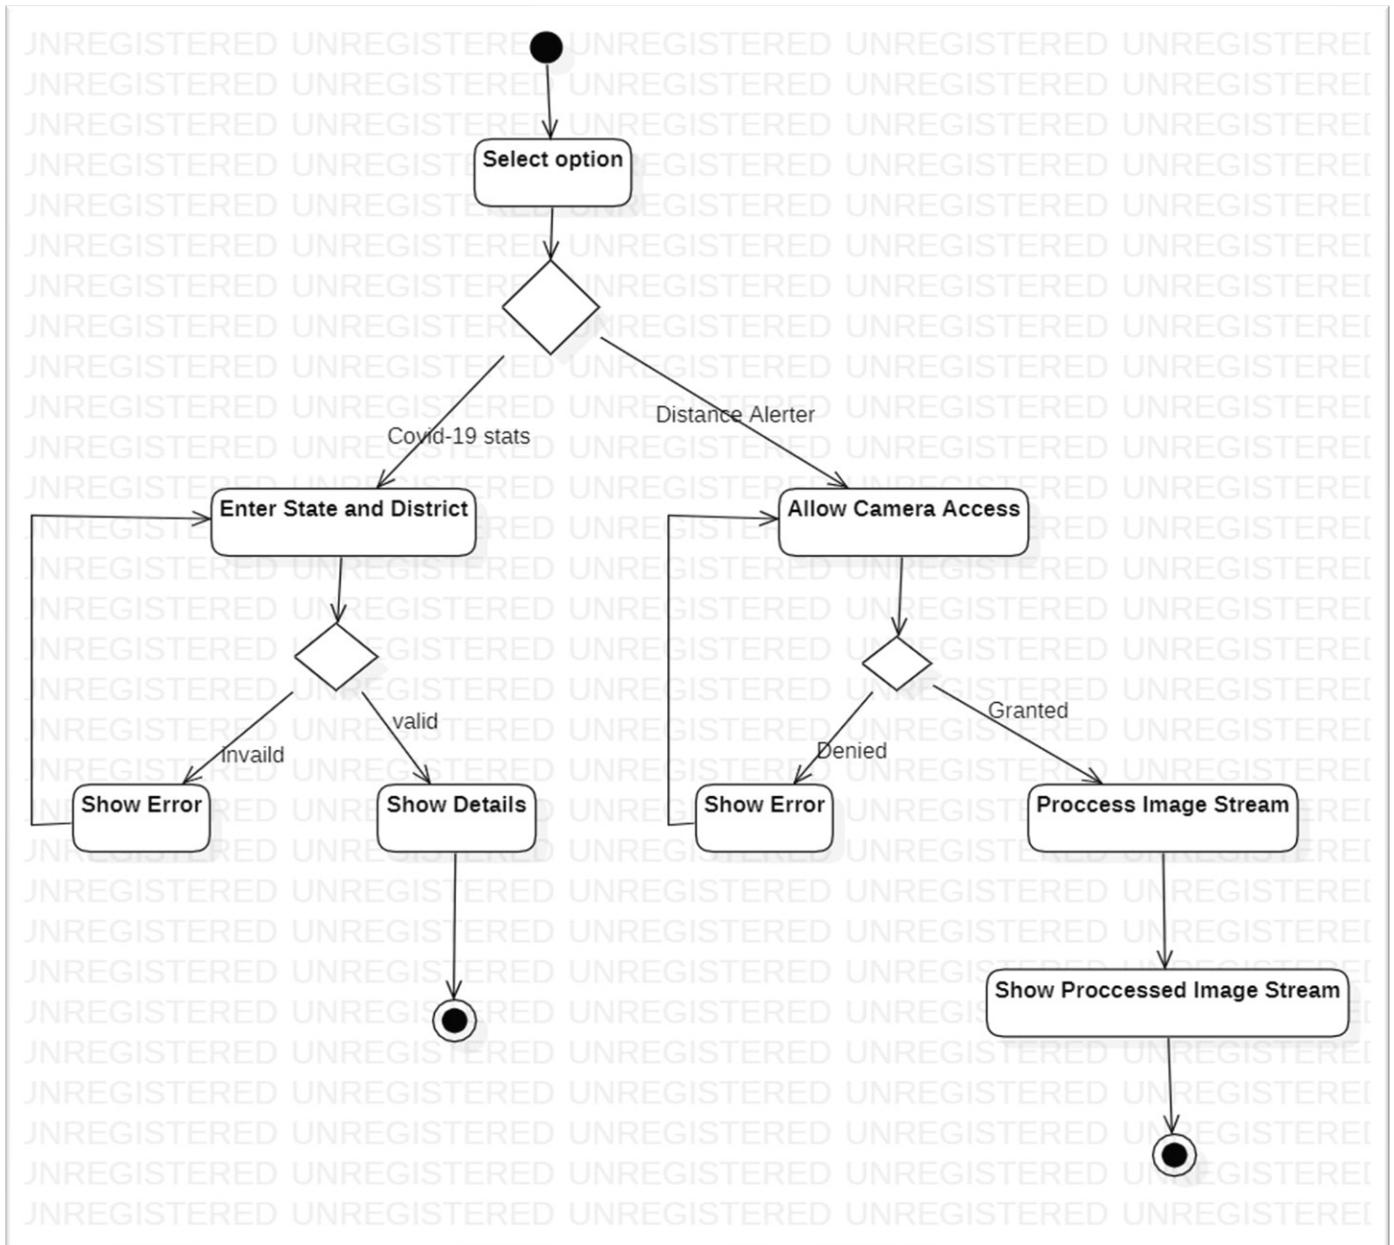 Select option
Distance Alerter
Covid-19 stats
Enter State and District
Allow Camera Access
Granted
valid
Denied
invaild
Show Error
Show Details
Show Error
Proccess Image Stream
Show Proccessed Image Stream
UNREGISTERED